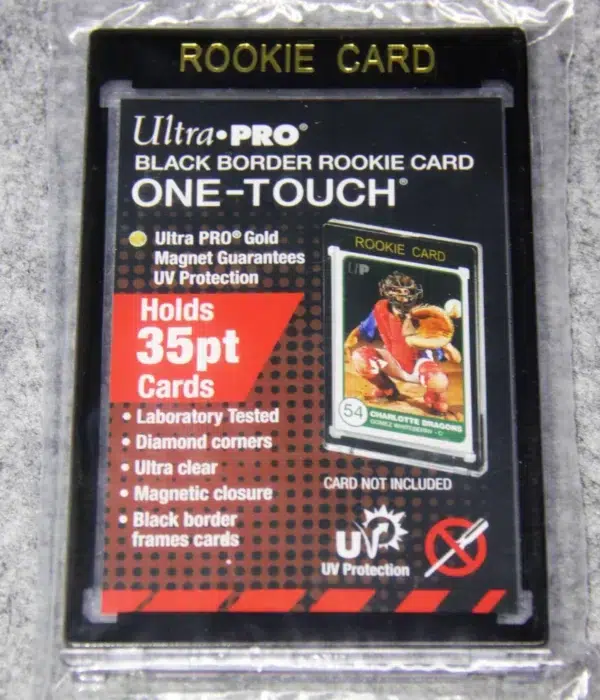 ROOKIE CARD
Ultra•PRO®
BLACK BORDER ROOKIE CARD
ONE-TOUCH®
Ultra PRO® Gold
Magnet Guarantees
UV Protection
Holds
35pt
Cards
• Laboratory Tested
• Diamond corners
• Ultra clear
• Magnetic closure
• Black border
frames cards
ROOKIE CARD
UP
54
CHARLOTTE DRAGONS
CARD NOT INCLUDED
UV
UV Protection